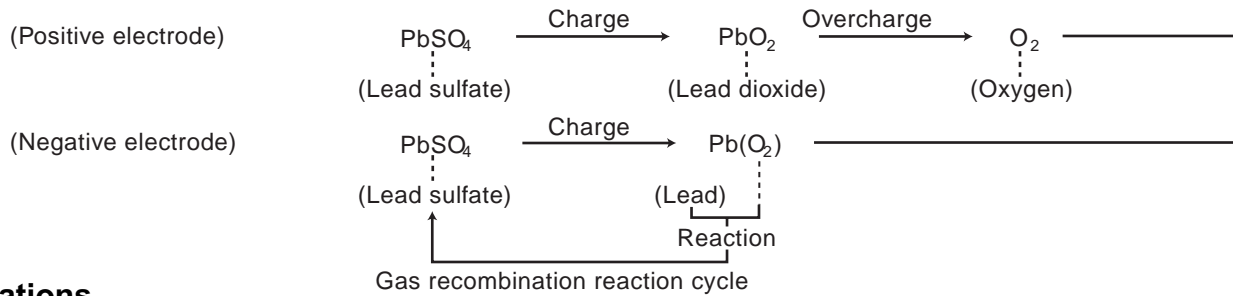 (Positive electrode) PbSO4 Charge PbO2 Overcharge O2
(Lead sulfate) (Lead dioxide) (Oxygen)
(Negative electrode) PbSO4 Charge Pb(O2)
(Lead sulfate) (Lead)
Reaction
Gas recombination reaction cycle